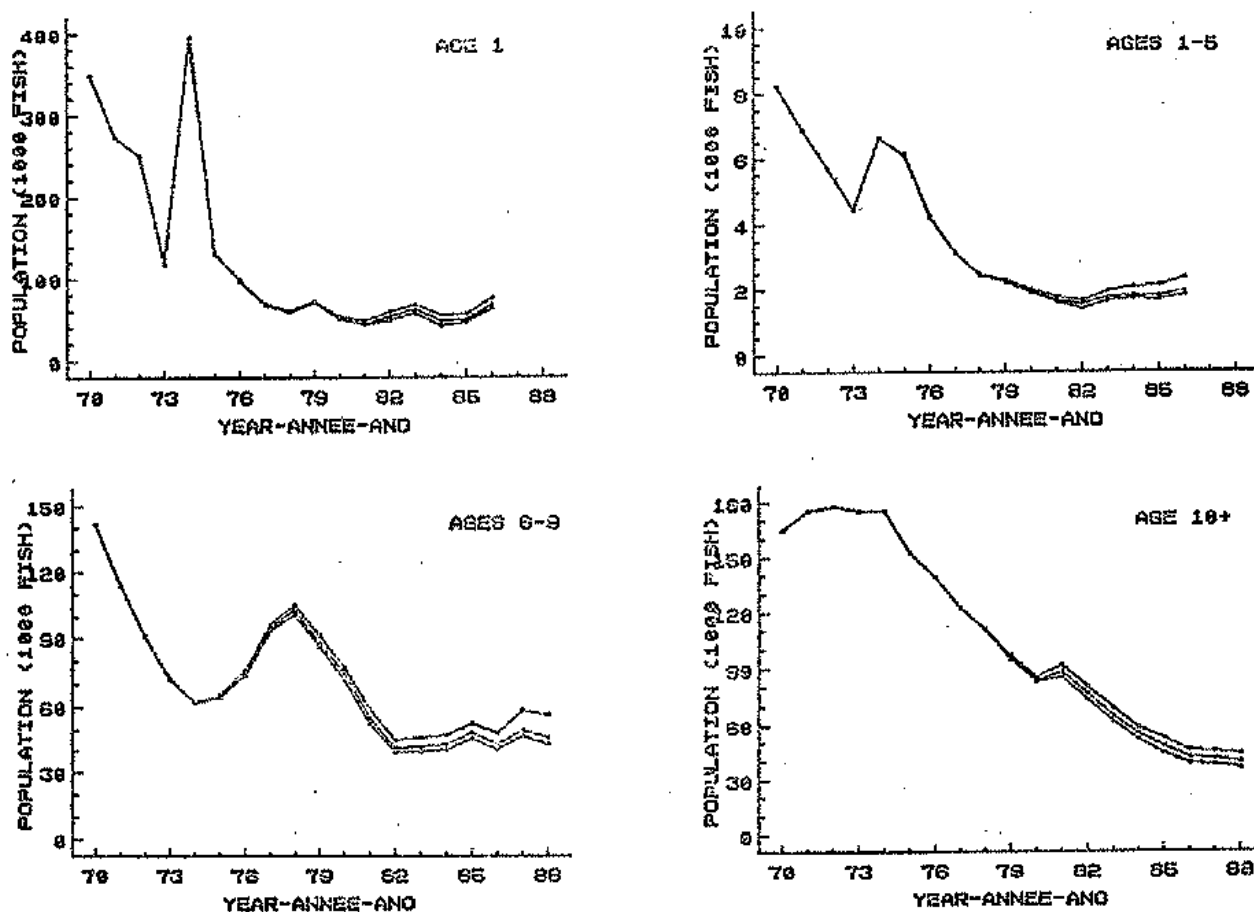 AGE 1
POPULATION (1000 FISH)
400
300
200
100
0
70 73 76 79 82 85 88
YEAR-ANNEE-ANO
AGES 1-5
POPULATION (1000 FISH)
10
8
6
4
2
0
70 73 76 79 82 85 88
YEAR-ANNEE-ANO
AGES 6-9
POPULATION (1000 FISH)
150
120
90
60
30
0
70 73 76 79 82 85 88
YEAR-ANNEE-ANO
AGE 10+
POPULATION (1000 FISH)
180
150
120
90
60
30
0
70 73 76 79 82 85 88
YEAR-ANNEE-ANO